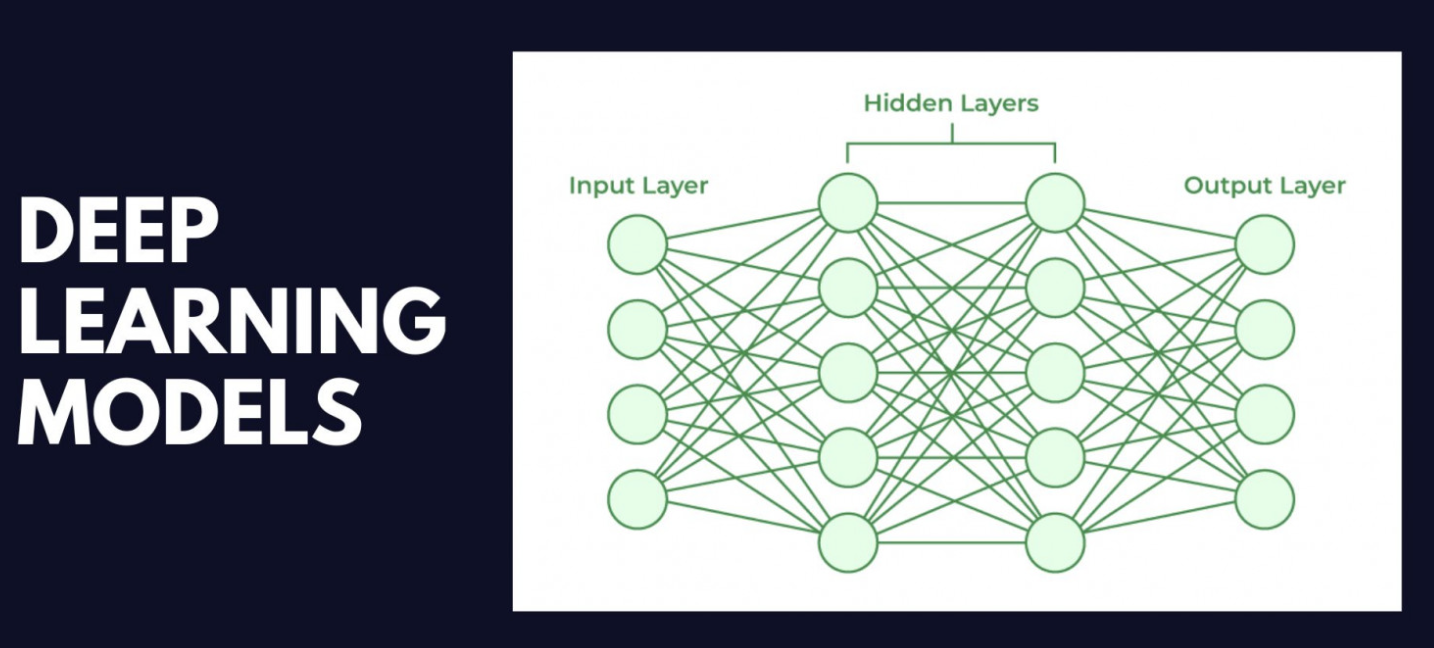 DEEP
LEARNING
MODELS
Hidden Layers
Input Layer
Output Layer